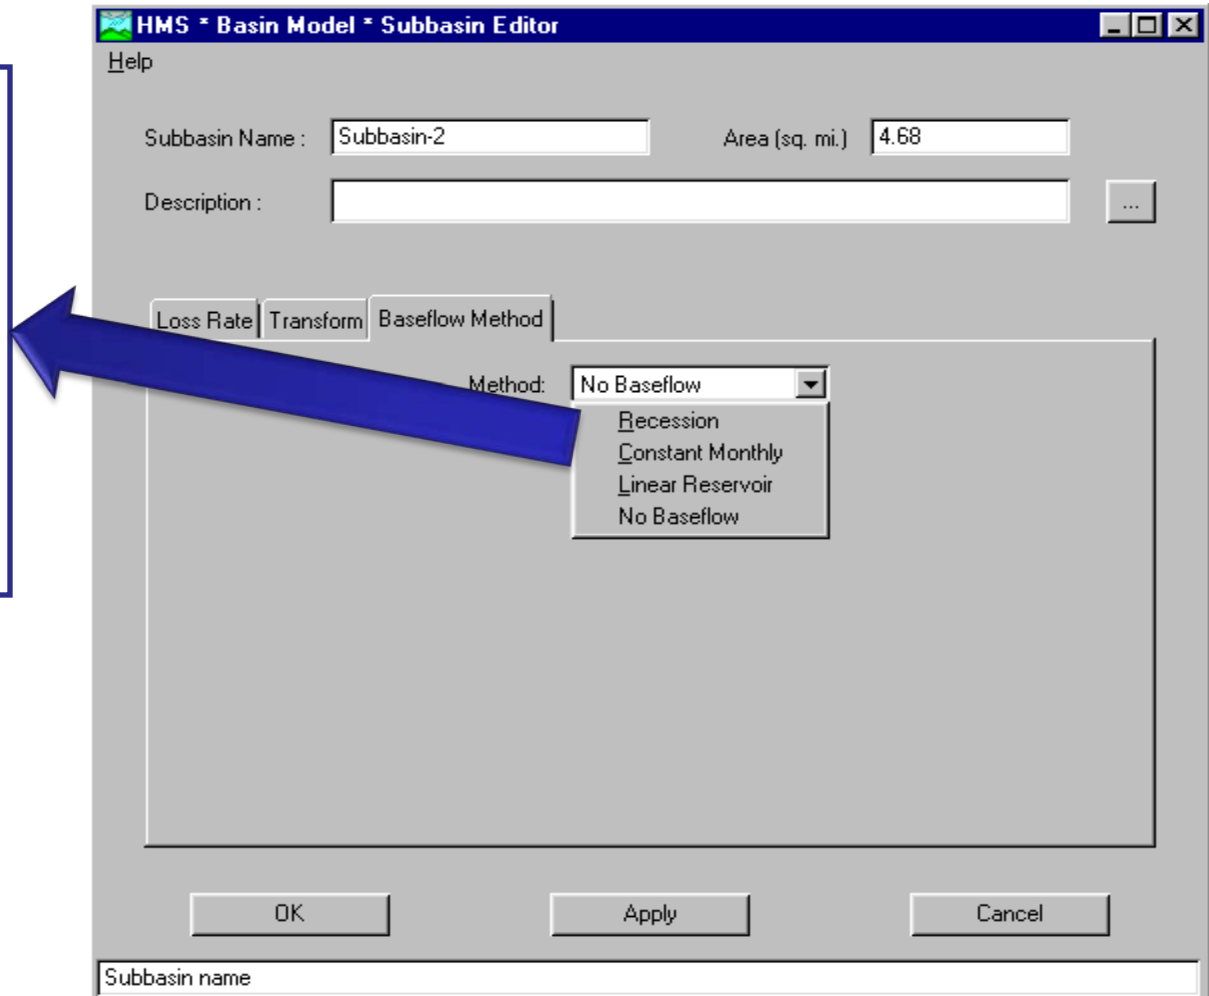 HMS * Basin Model * Subbasin Editor
Help
Subbasin Name : Subbasin-2 Area (sq. mi.) 4.68
Description : ...
Loss Rate Transform Baseflow Method
Method: No Baseflow
Recession
Constant Monthly
Linear Reservoir
No Baseflow
OK Apply Cancel
Subbasin name